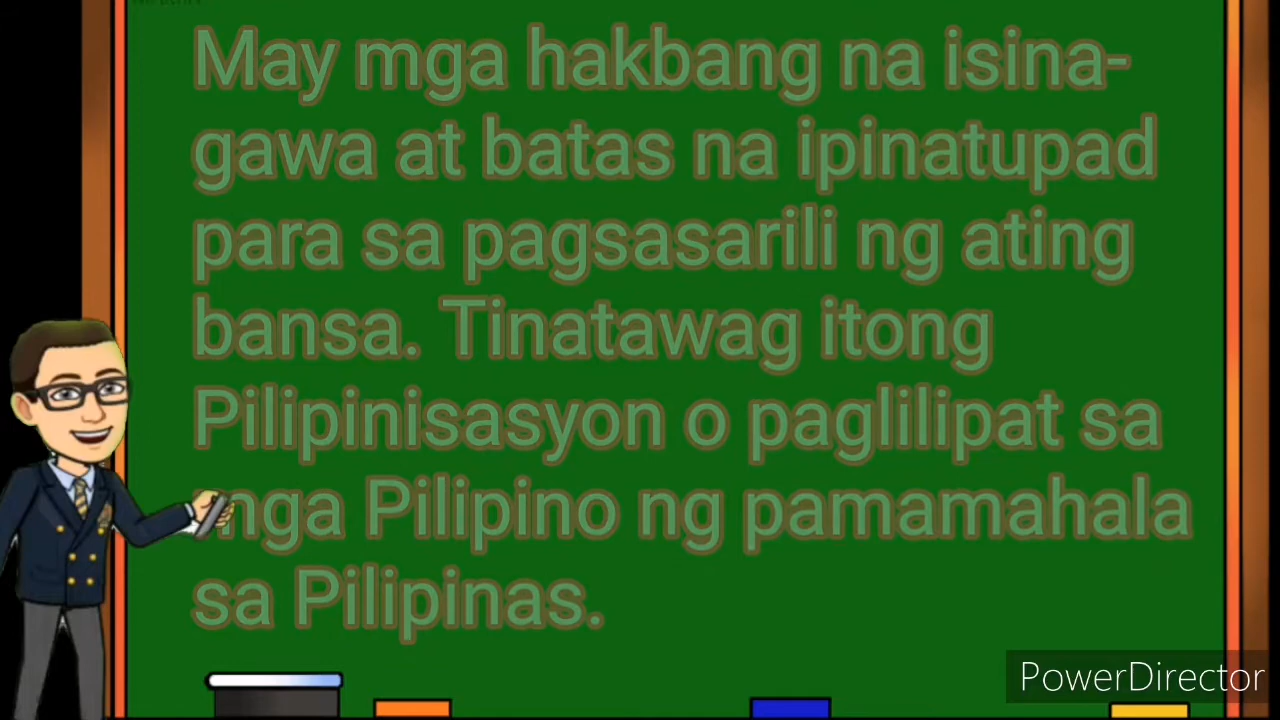 May mga hakbang na isina-
gawa at batas na ipinatupad
para sa pagsasarili ng ating
bansa. Tinatawag itong
Pilipinisasyon o paglilipat sa
mga Pilipino ng pamamahala
sa Pilipinas.
PowerDirector